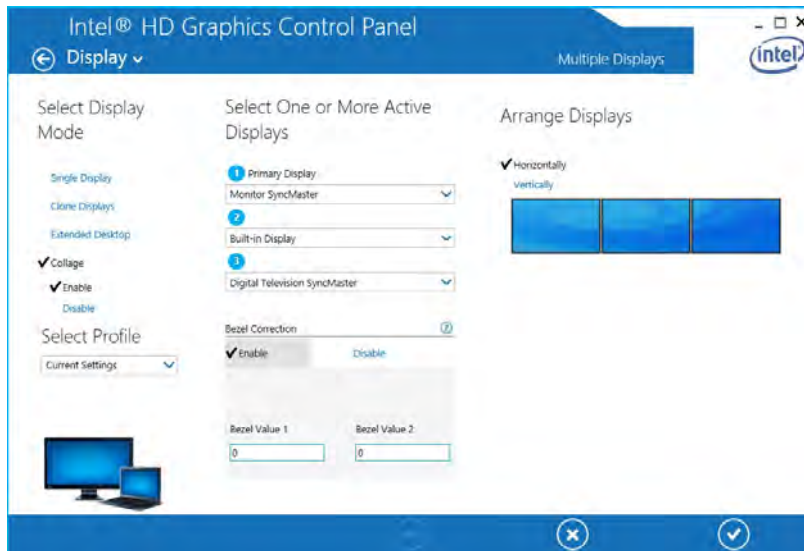 Intel® HD Graphics Control Panel
Display
Multiple Displays
intel
Select Display
Mode
Single Display
Clone Displays
Extended Desktop
Collage
Enable
Disable
Select Profile
Current Settings
Select One or More Active
Displays
1 Primary Display
Monitor SyncMaster
2
Built-in Display
3
Digital Television SyncMaster
Bezel Correction ?
Enable Disable
Bezel Value 1 Bezel Value 2
0 0
Arrange Displays
Horizontally
Vertically